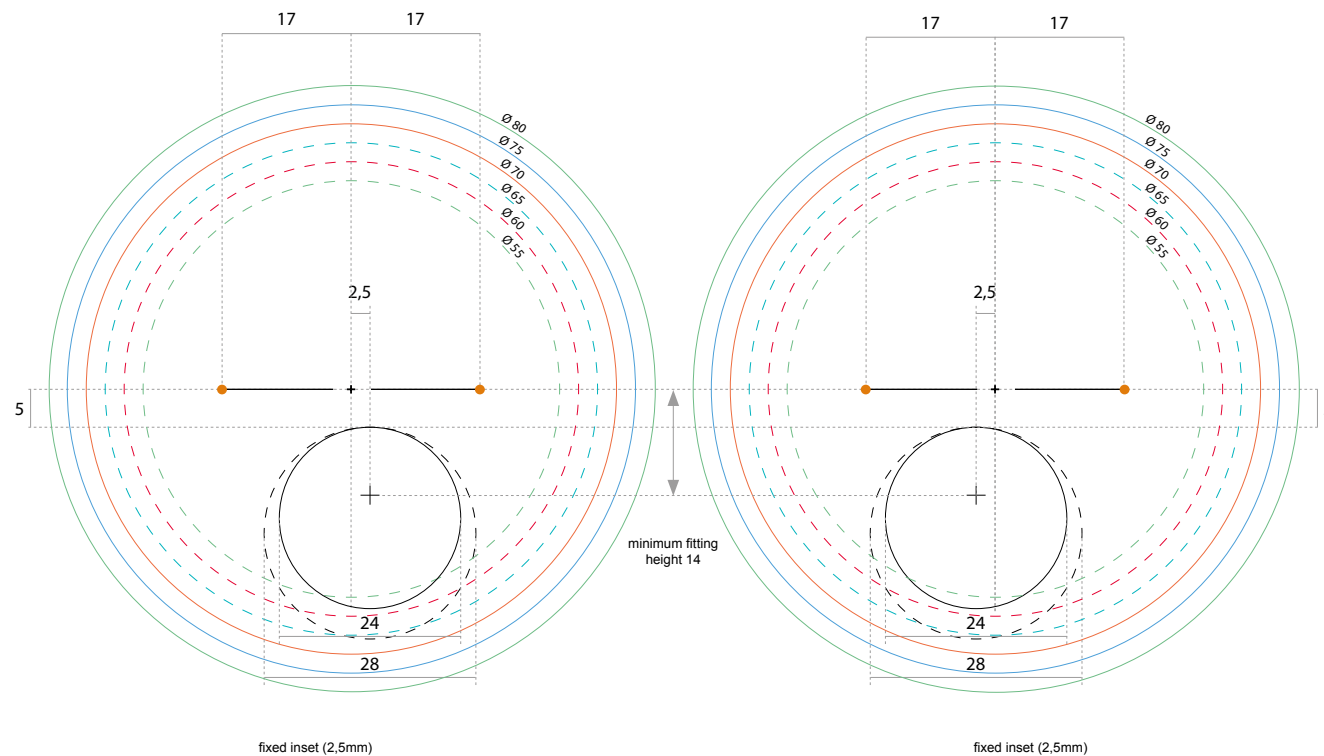 17 17
17 17
Ø 80
Ø 75
Ø 70
Ø 65
Ø 60
Ø 55
Ø 80
Ø 75
Ø 70
Ø 65
Ø 60
Ø 55
2,5
2,5
5
minimum fitting
height 14
24
28
24
28
fixed inset (2,5mm)
fixed inset (2,5mm)